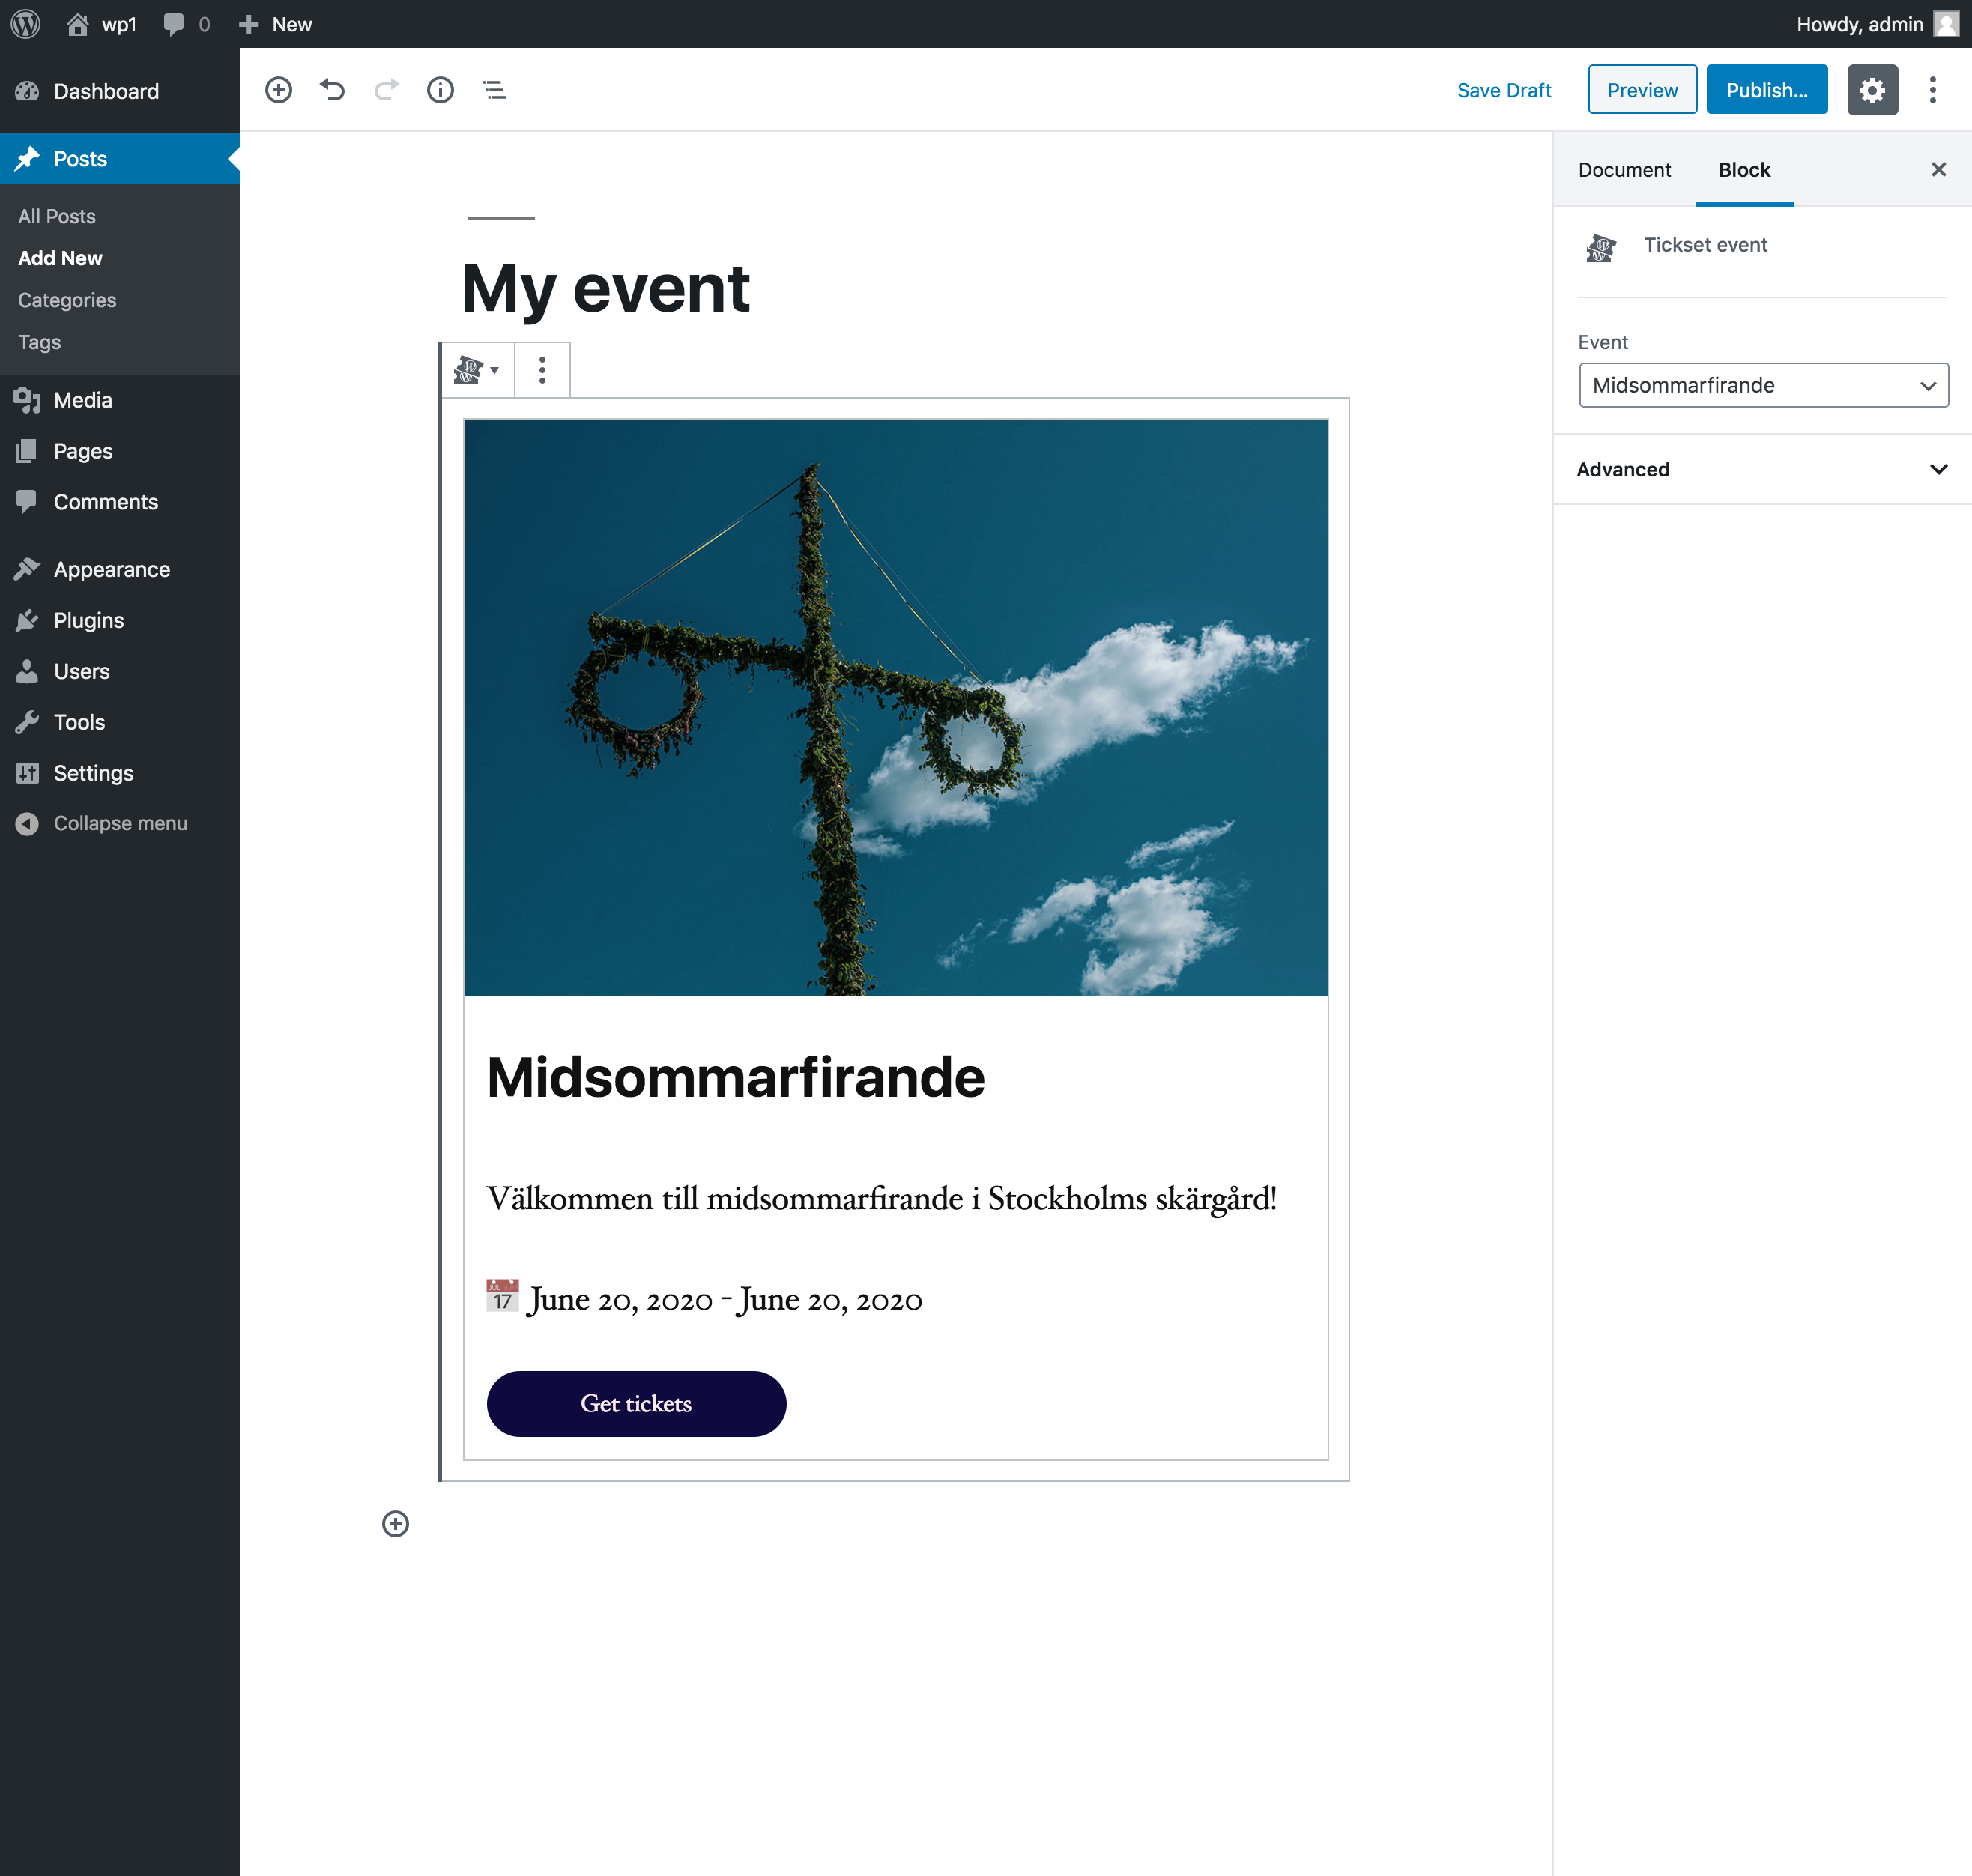 wp1
0
New
Howdy, admin
Dashboard
Posts
All Posts
Add New
Categories
Tags
Media
Pages
Comments
Appearance
Plugins
Users
Tools
Settings
Collapse menu
Save Draft
Preview
Publish...
My event
Midsommarfirande
Välkommen till midsommarfirande i Stockholms skärgård!
JUL
17
June 20, 2020 - June 20, 2020
Get tickets
Document
Block
Tickset event
Event
Midsommarfirande
Advanced